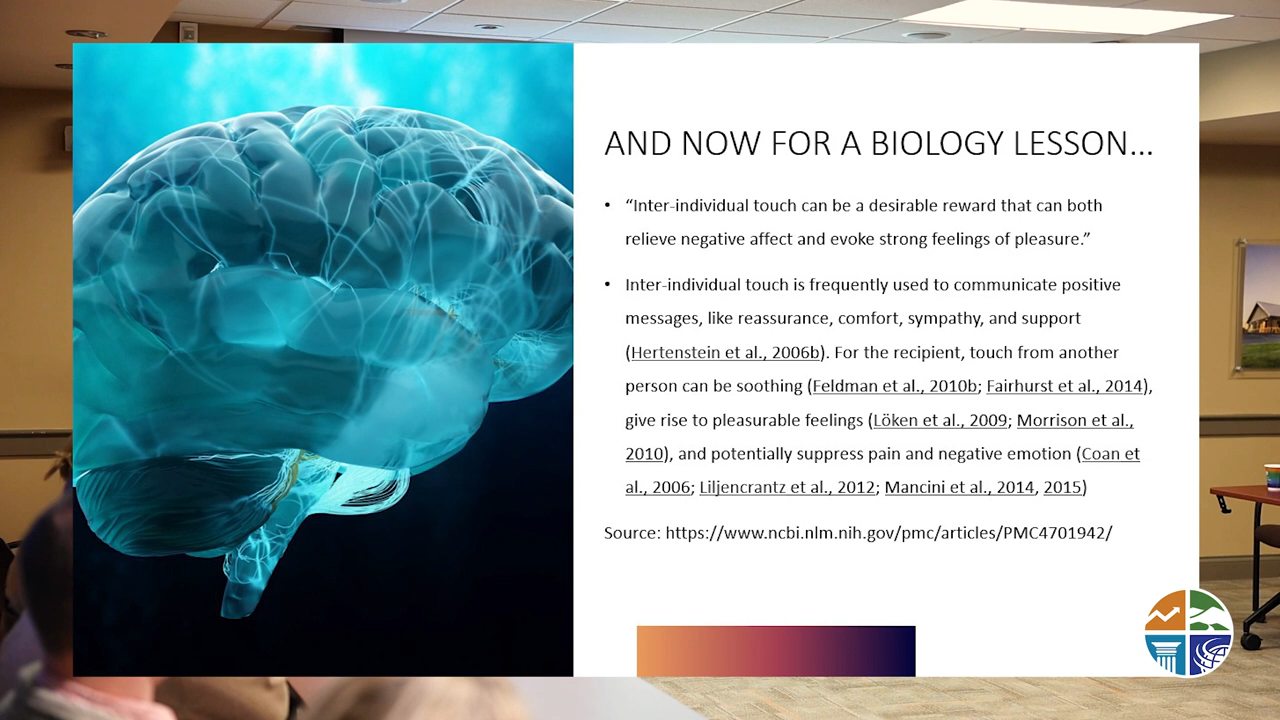 AND NOW FOR A BIOLOGY LESSON...
• “Inter-individual touch can be a desirable reward that can both
relieve negative affect and evoke strong feelings of pleasure.”
• Inter-individual touch is frequently used to communicate positive
messages, like reassurance, comfort, sympathy, and support
(Hertenstein et al., 2006b). For the recipient, touch from another
person can be soothing (Feldman et al., 2010b; Fairhurst et al., 2014),
give rise to pleasurable feelings (Löken et al., 2009; Morrison et al.,
2010), and potentially suppress pain and negative emotion (Coan et
al., 2006; Liljencrantz et al., 2012; Mancini et al., 2014, 2015)
Source: https://www.ncbi.nlm.nih.gov/pmc/articles/PMC4701942/